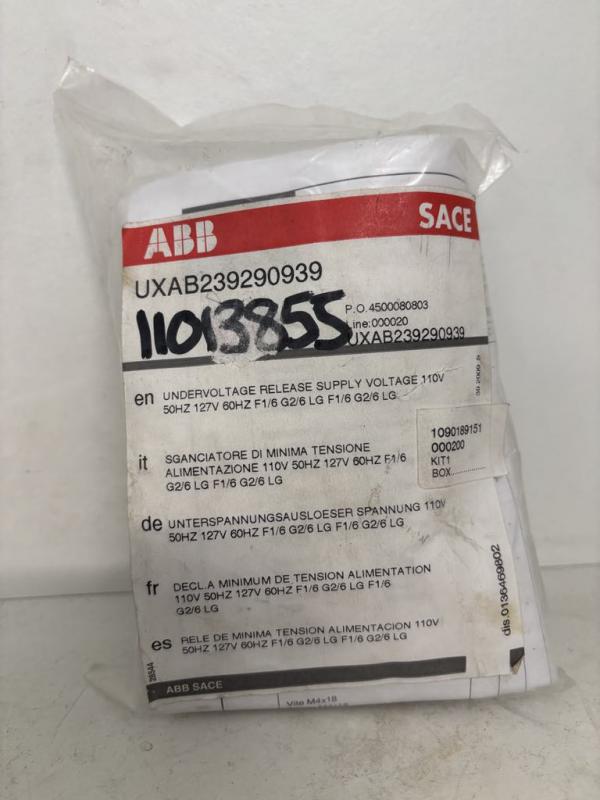 ABB
SACE
UXAB239290939
11013855
P.O.4500080803
Line:000020
UXAB239290939
en UNDERVOLTAGE RELEASE SUPPLY VOLTAGE 110V
50HZ 127V 60HZ F1/6 G2/6 LG F1/6 G2/6 LG
1090189151
000200
KIT1
BOX..............
it SGANCIATORE DI MINIMA TENSIONE
ALIMENTAZIONE 110V 50HZ 127V 60HZ F1/6
G2/6 LG F1/6 G2/6 LG
de UNTERSPANNUNGSAUSLOESER SPANNUNG 110V
50HZ 127V 60HZ F1/6 G2/6 LG F1/6 G2/6 LG
fr DECL.A MINIMUM DE TENSION ALIMENTATION
110V 50HZ 127V 60HZ F1/6 G2/6 LG F1/6
G2/6 LG
dis.0136469802
es RELE DE MINIMA TENSION ALIMENTACION 110V
50HZ 127V 60HZ F1/6 G2/6 LG F1/6 G2/6 LG
28544
ABB SACE
Vite M4x18